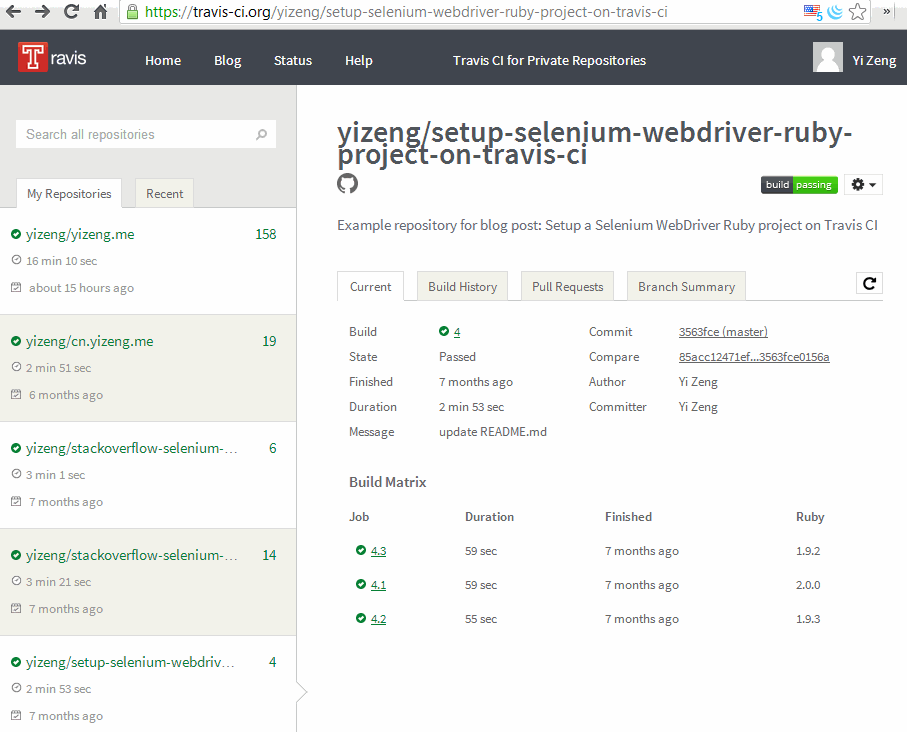 https://travis-ci.org/yizeng/setup-selenium-webdriver-ruby-project-on-travis-ci
5
»
Travis
Home Blog Status Help Travis CI for Private Repositories Yi Zeng
Search all repositories
My Repositories Recent
yizeng/yizeng.me 158
16 min 10 sec
about 15 hours ago
yizeng/cn.yizeng.me 19
2 min 51 sec
6 months ago
yizeng/stackoverflow-selenium-... 6
3 min 1 sec
7 months ago
yizeng/stackoverflow-selenium-... 14
3 min 21 sec
7 months ago
yizeng/setup-selenium-webdriv... 4
2 min 53 sec
7 months ago
yizeng/setup-selenium-webdriver-ruby-
project-on-travis-ci
build passing
Example repository for blog post: Setup a Selenium WebDriver Ruby project on Travis CI
Current Build History Pull Requests Branch Summary
Build 4 Commit 3563fce (master)
State Passed Compare 85acc12471ef...3563fce0156a
Finished 7 months ago Author Yi Zeng
Duration 2 min 53 sec Committer Yi Zeng
Message update README.md
Build Matrix
Job Duration Finished Ruby
4.3 59 sec 7 months ago 1.9.2
4.1 59 sec 7 months ago 2.0.0
4.2 55 sec 7 months ago 1.9.3